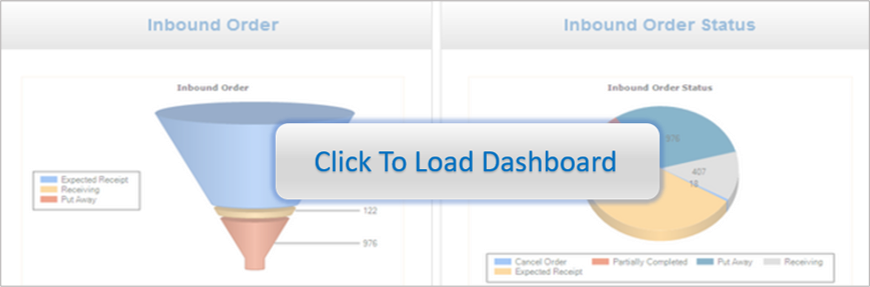 Inbound Order
Inbound Order Status
Inbound Order
Expected Receipt
Receiving
Put Away
122
976
Inbound Order Status
976
407
18
Cancel Order
Partially Completed
Put Away
Receiving
Expected Receipt
Click To Load Dashboard